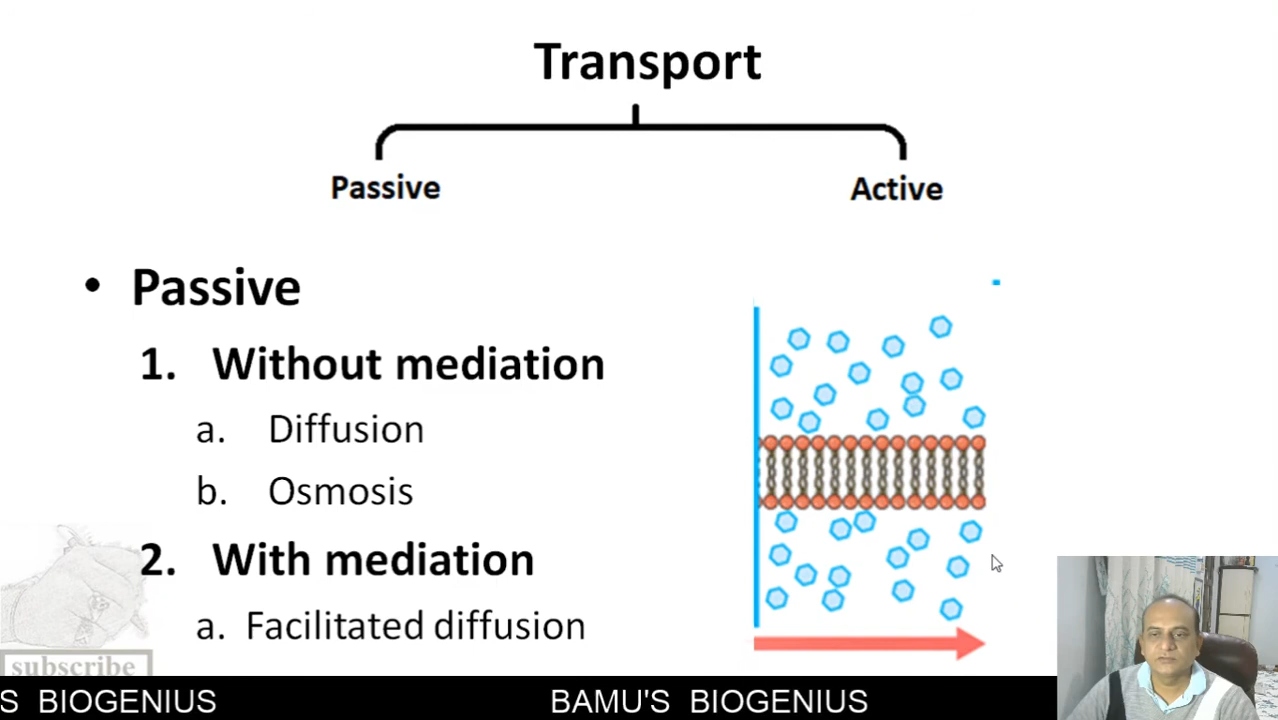 Transport
Passive
Active
• Passive
1. Without mediation
a. Diffusion
b. Osmosis
2. With mediation
a. Facilitated diffusion
subscribe
S BIOGENIUS
BAMU'S BIOGENIUS